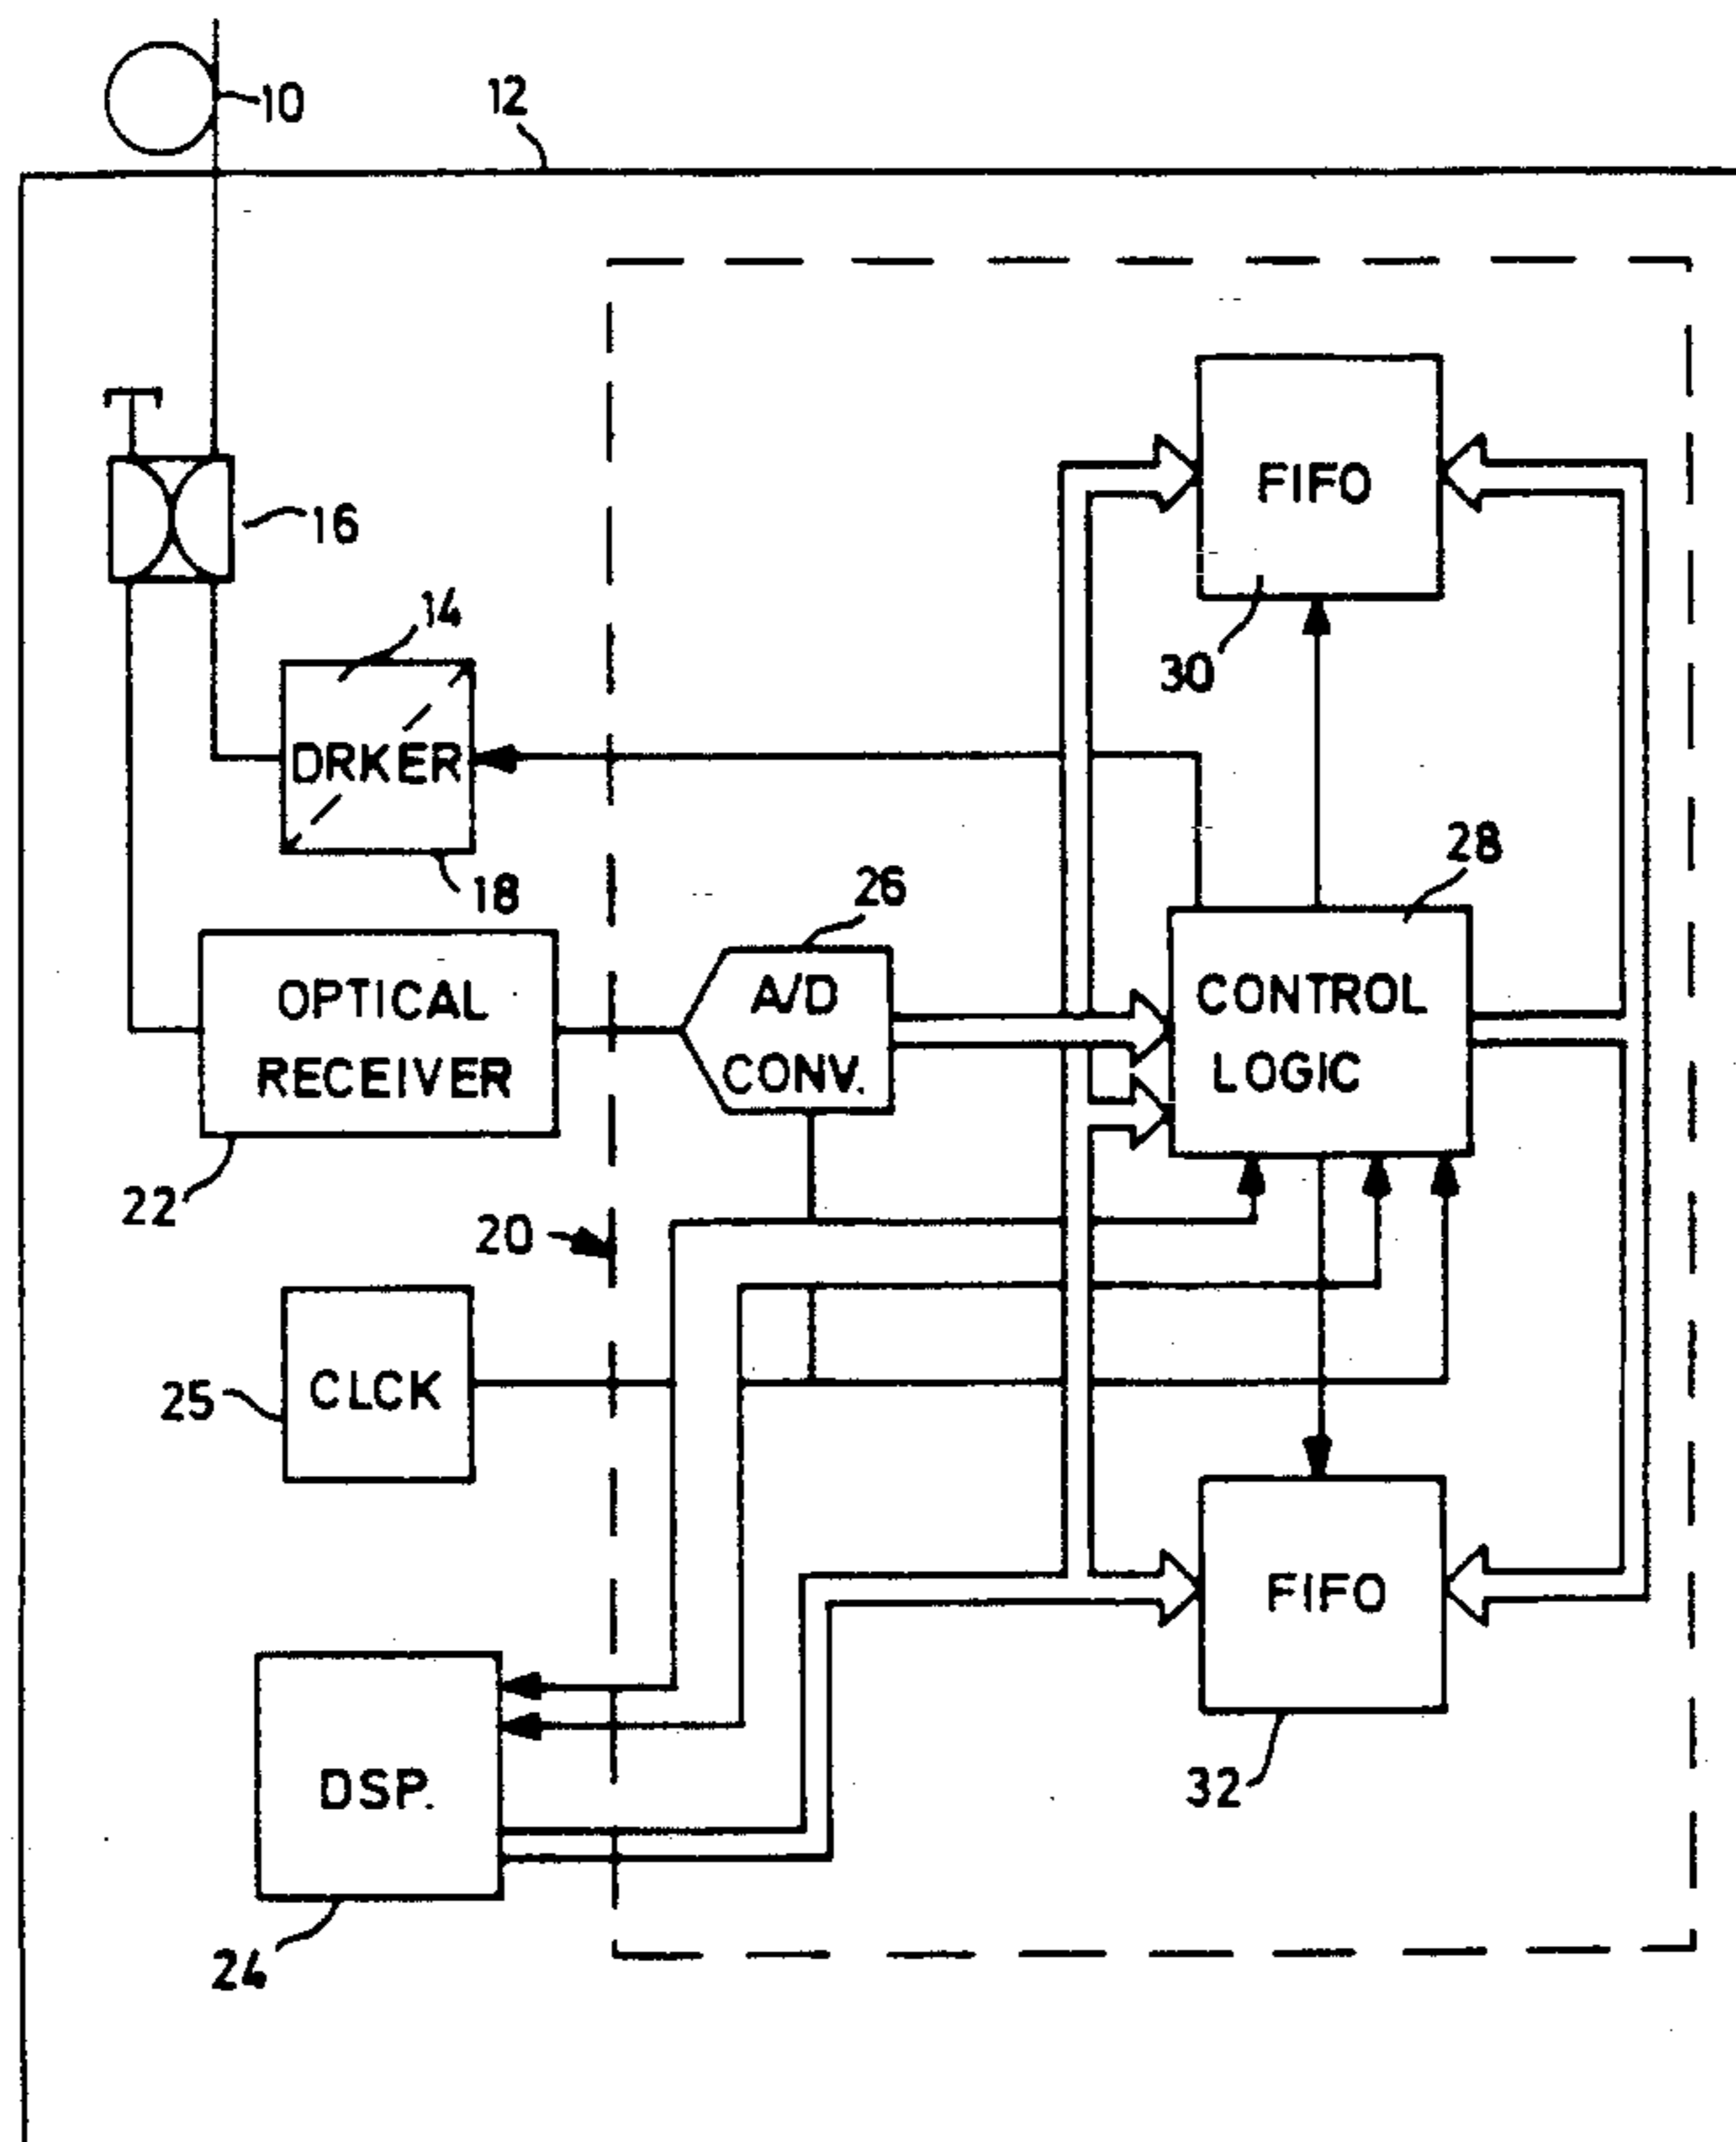 10
12
FIFO
16
14
30
DRKER
28
18
26
OPTICAL
RECEIVER
A/D
CONV.
CONTROL
LOGIC
22
20
25
CLCK
FIFO
32
DSP.
24